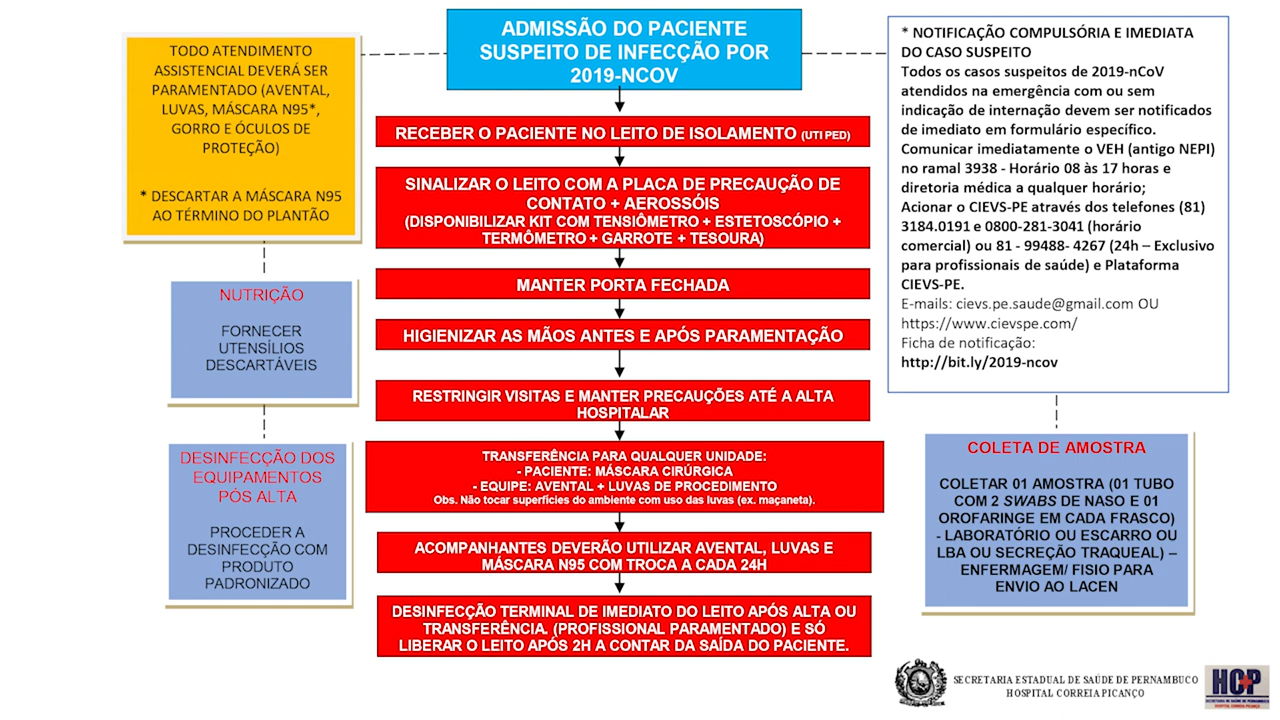 ADMISSÃO DO PACIENTE
SUSPEITO DE INFECÇÃO POR
2019-NCOV
TODO ATENDIMENTO
ASSISTENCIAL DEVERÁ SER
PARAMENTADO (AVENTAL,
LUVAS, MÁSCARA N95*,
GORRO E ÓCULOS DE
PROTEÇÃO)
* DESCARTAR A MÁSCARA N95
AO TÉRMINO DO PLANTÃO
NUTRIÇÃO
FORNECER
UTENSÍLIOS
DESCARTÁVEIS
DESINFECÇÃO DOS
EQUIPAMENTOS
PÓS ALTA
PROCEDER A
DESINFECÇÃO COM
PRODUTO
PADRONIZADO
RECEBER O PACIENTE NO LEITO DE ISOLAMENTO (UTI PED)
SINALIZAR O LEITO COM A PLACA DE PRECAUÇÃO DE
CONTATO + AEROSSÓIS
(DISPONIBILIZAR KIT COM TENSIÔMETRO + ESTETOSCÓPIO +
TERMÔMETRO + GARROTE + TESOURA)
MANTER PORTA FECHADA
HIGIENIZAR AS MÃOS ANTES E APÓS PARAMENTAÇÃO
RESTRINGIR VISITAS E MANTER PRECAUÇÕES ATÉ A ALTA
HOSPITALAR
TRANSFERÊNCIA PARA QUALQUER UNIDADE:
- PACIENTE: MÁSCARA CIRÚRGICA
- EQUIPE: AVENTAL + LUVAS DE PROCEDIMENTO
Obs. Não tocar superfícies do ambiente com uso das luvas (ex. maçaneta).
ACOMPANHANTES DEVERÃO UTILIZAR AVENTAL, LUVAS E
MÁSCARA N95 COM TROCA A CADA 24H
DESINFECÇÃO TERMINAL DE IMEDIATO DO LEITO APÓS ALTA OU
TRANSFERÊNCIA. (PROFISSIONAL PARAMENTADO) E SÓ
LIBERAR O LEITO APÓS 2H A CONTAR DA SAÍDA DO PACIENTE.
* NOTIFICAÇÃO COMPULSÓRIA E IMEDIATA
DO CASO SUSPEITO
Todos os casos suspeitos de 2019-nCoV
atendidos na emergência com ou sem
indicação de internação devem ser notificados
de imediato em formulário específico.
Comunicar imediatamente o VEH (antigo NEPI)
no ramal 3938 - Horário 08 às 17 horas e
diretoria médica a qualquer horário;
Acionar o CIEVS-PE através dos telefones (81)
3184.0191 e 0800-281-3041 (horário
comercial) ou 81 - 99488- 4267 (24h – Exclusivo
para profissionais de saúde) e Plataforma
CIEVS-PE.
E-mails: cievs.pe.saude@gmail.com OU
https://www.cievspe.com/
Ficha de notificação:
http://bit.ly/2019-ncov
COLETA DE AMOSTRA
COLETAR 01 AMOSTRA (01 TUBO
COM 2 SWABS DE NASO E 01
OROFARINGE EM CADA FRASCO)
- LABORATÓRIO OU ESCARRO OU
LBA OU SECREÇÃO TRAQUEAL) –
ENFERMAGEM/ FISIO PARA
ENVIO AO LACEN
SECRETARIA ESTADUAL DE SAÚDE DE PERNAMBUCO
HOSPITAL CORREIA PICANÇO
HCP
SECRETARIA DE SAÚDE DE PERNAMBUCO
HOSPITAL CORREIA PICANÇO